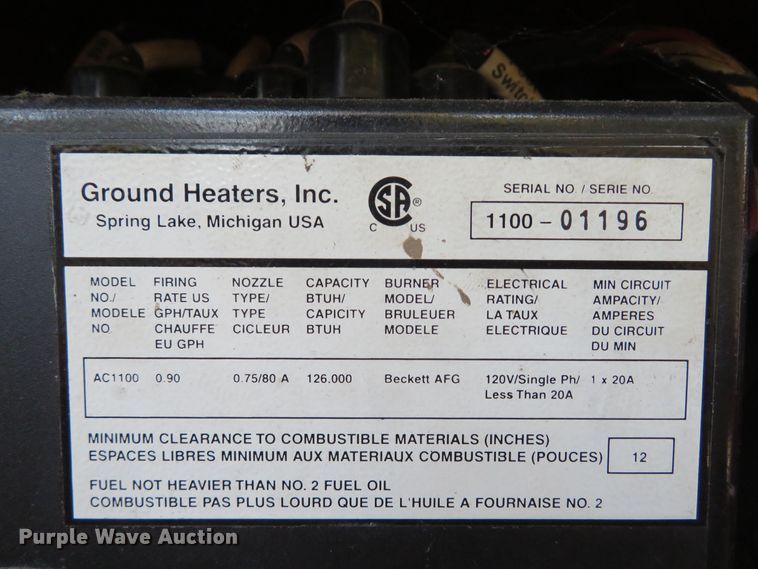 Switc
Ground Heaters, Inc.
Spring Lake, Michigan USA
CSA®
C US
SERIAL NO. / SERIE NO.
1100 - 01196
MODEL NO./ MODELE NO.
FIRING RATE US GPH/TAUX CHAUFFE EU GPH
NOZZLE TYPE/ TYPE CICLEUR
CAPACITY BTUH/ CAPICITY BTUH
BURNER MODEL/ BRULEUER MODELE
ELECTRICAL RATING/ LA TAUX ELECTRIQUE
MIN CIRCUIT AMPACITY/ AMPERES DU CIRCUIT DU MIN
AC1100 0.90 0.75/80 A 126.000 Beckett AFG 120V/Single Ph/ 1 x 20A
Less Than 20A
MINIMUM CLEARANCE TO COMBUSTIBLE MATERIALS (INCHES)
ESPACES LIBRES MINIMUM AUX MATERIAUX COMBUSTIBLE (POUCES) 12
FUEL NOT HEAVIER THAN NO. 2 FUEL OIL
COMBUSTIBLE PAS PLUS LOURD QUE DE L'HUILE A FOURNAISE NO. 2
Purple Wave Auction